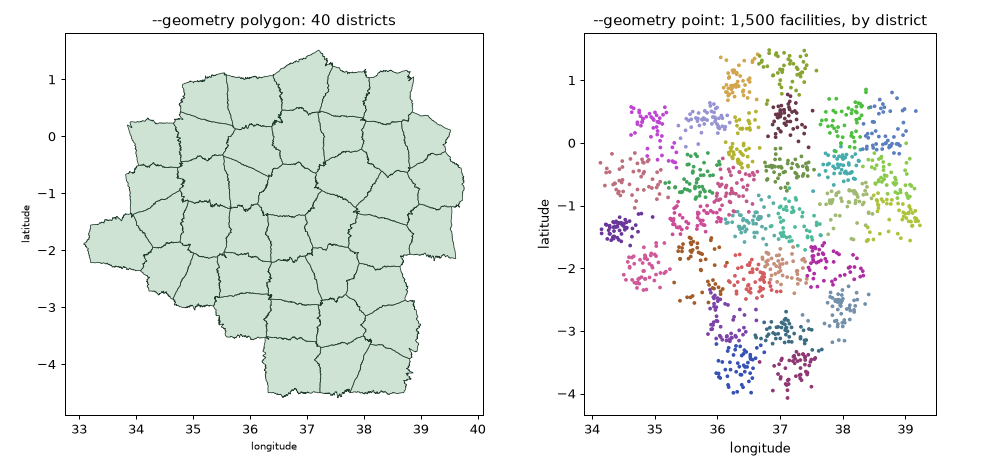 --geometry polygon: 40 districts
1
0
−1
−2
−3
−4
latitude
33 34 35 36 37 38 39 40
longitude
--geometry point: 1,500 facilities, by district
1
0
−1
−2
−3
−4
latitude
34 35 36 37 38 39
longitude